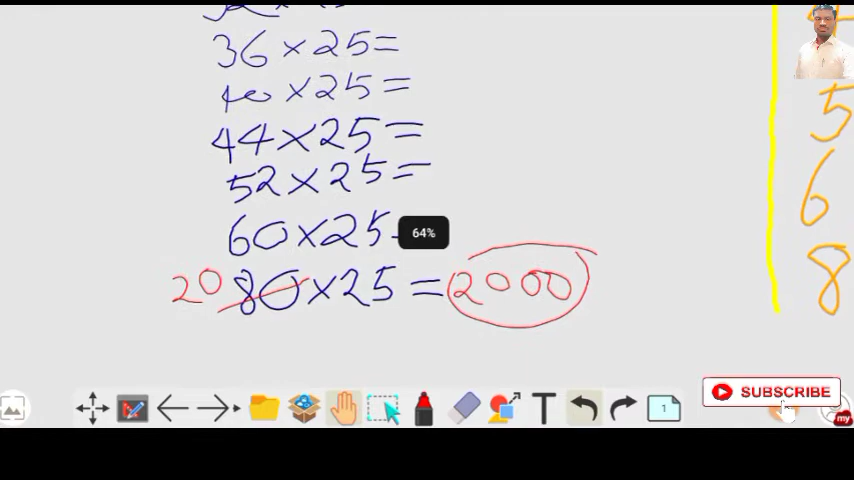 36 × 25 =
40 × 25 =
44 × 25 =
52 × 25 =
60 × 25
64%
20 80 × 25 = 2000
5
6
8
T
1
SUBSCRIBE
my